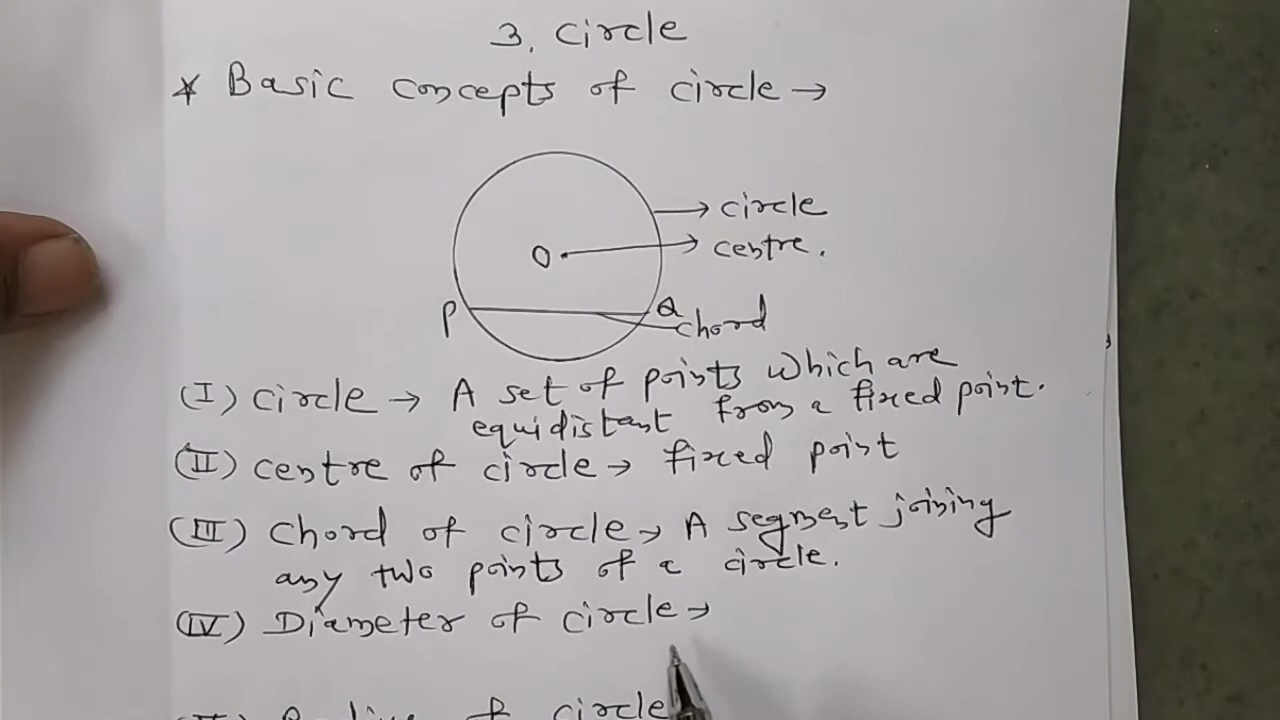 3. Circle
* Basic concepts of circle →
→ circle
O. → centre.
P Q
chord
(I) circle → A set of points which are
equidistant from a fixed point.
(II) centre of circle → fixed point
(III) Chord of circle → A segment joining
any two points of a circle.
(IV) Diameter of circle →
of circle